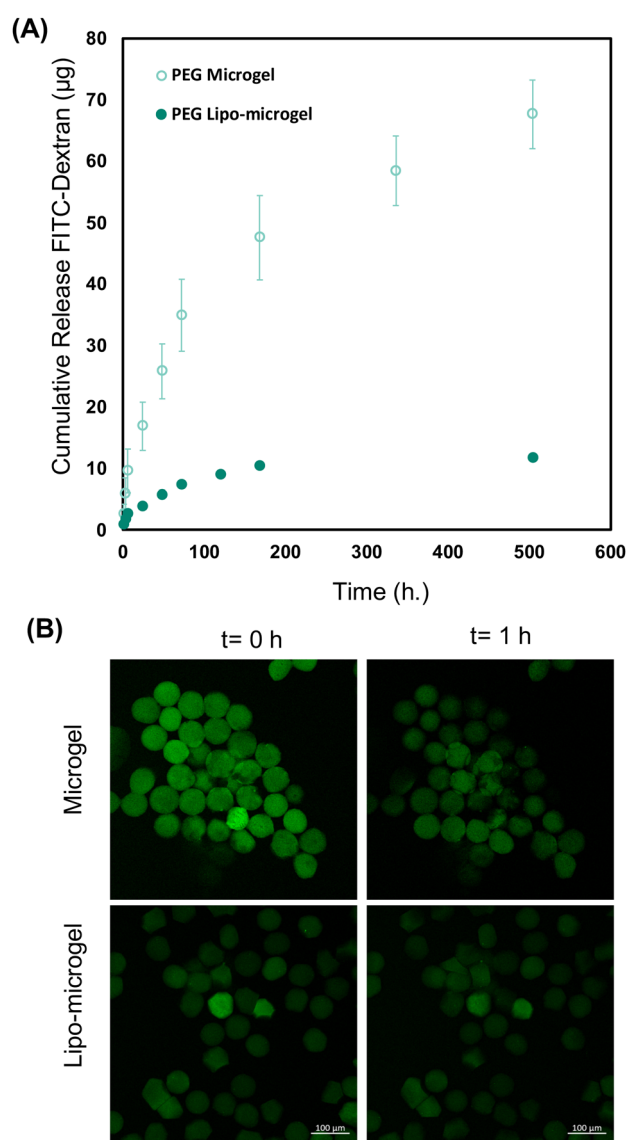 (A)
80
70
60
50
40
30
20
10
0
Cumulative Release FITC-Dextran (µg)
PEG Microgel
PEG Lipo-microgel
0 100 200 300 400 500 600
Time (h.)
(B)
t= 0 h t= 1 h
Microgel
Lipo-microgel
100 µm 100 µm